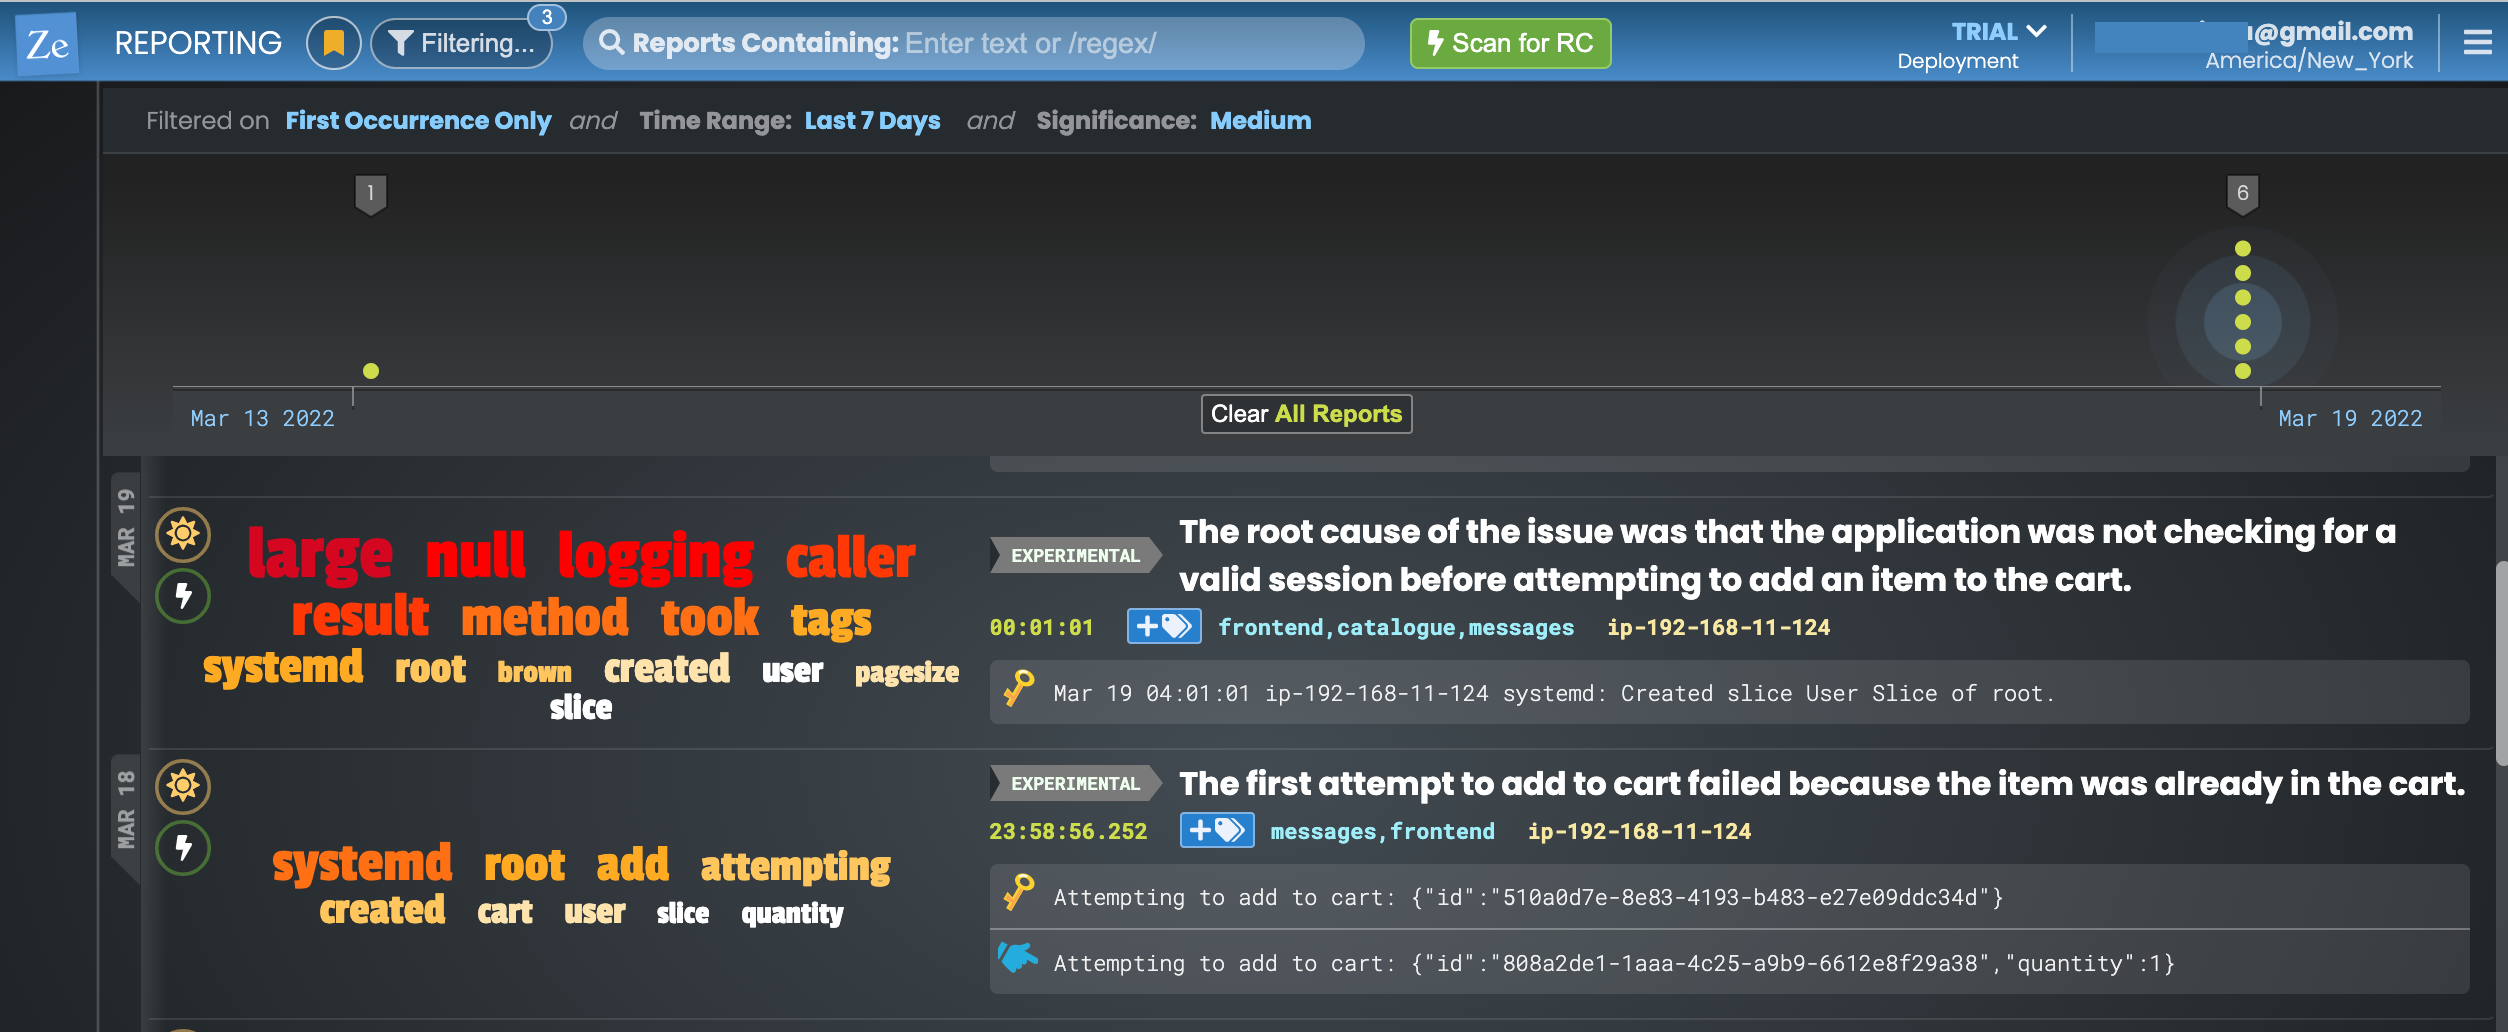 Ze REPORTING Filtering... 3 Reports Containing: Enter text or /regex/ Scan for RC TRIAL @gmail.com
Deployment America/New_York
Filtered on First Occurrence Only and Time Range: Last 7 Days and Significance: Medium
1 6
Mar 13 2022 Clear All Reports Mar 19 2022
MAR 19
large null logging caller
result method took tags
systemd root brown created user pagesize
slice
EXPERIMENTAL The root cause of the issue was that the application was not checking for a
valid session before attempting to add an item to the cart.
00:01:01 frontend,catalogue,messages ip-192-168-11-124
Mar 19 04:01:01 ip-192-168-11-124 systemd: Created slice User Slice of root.
MAR 18
systemd root add attempting
created cart user slice quantity
EXPERIMENTAL The first attempt to add to cart failed because the item was already in the cart.
23:58:56.252 messages,frontend ip-192-168-11-124
Attempting to add to cart: {"id":"510a0d7e-8e83-4193-b483-e27e09ddc34d"}
Attempting to add to cart: {"id":"808a2de1-1aaa-4c25-a9b9-6612e8f29a38","quantity":1}